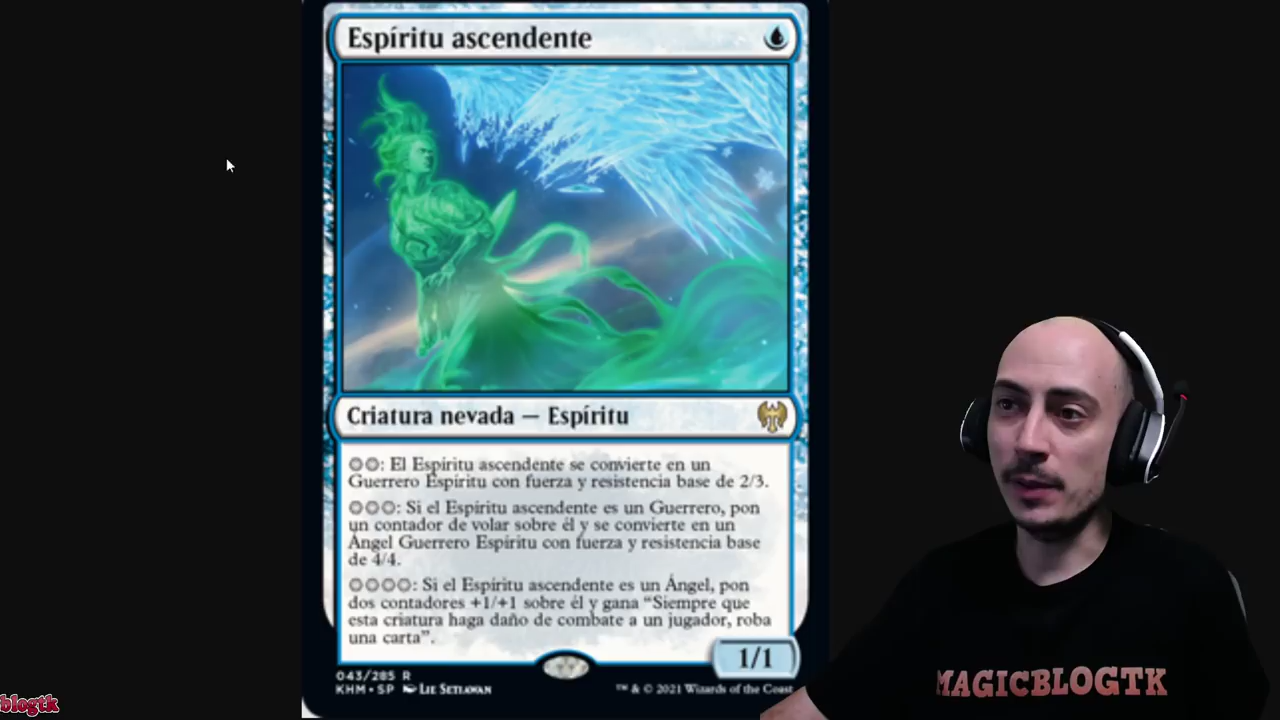 Espíritu ascendente
Criatura nevada — Espíritu
: El Espíritu ascendente se convierte en un
Guerrero Espíritu con fuerza y resistencia base de 2/3.
: Si el Espíritu ascendente es un Guerrero, pon
un contador de volar sobre él y se convierte en un
Ángel Guerrero Espíritu con fuerza y resistencia base
de 4/4.
: Si el Espíritu ascendente es un Ángel, pon
dos contadores +1/+1 sobre él y gana “Siempre que
esta criatura haga daño de combate a un jugador, roba
una carta”.
1/1
043/285 R
KHM • SP Lie Setiawan
™ & © 2021 Wizards of the Coast
MAGICBLOGTK
blogtk